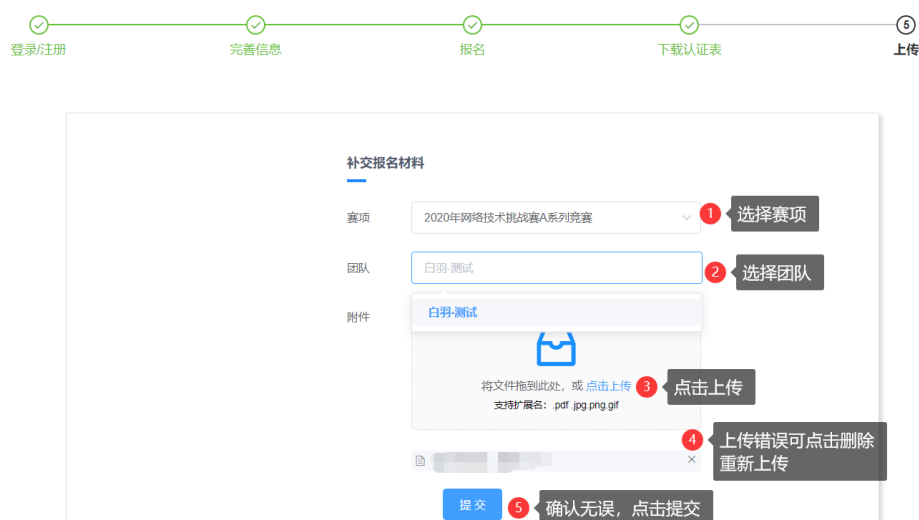 5
登录/注册
完善信息
报名
下载认证表
上传
补交报名材料
赛项
2020年网络技术挑战赛A系列竞赛
1
选择赛项
团队
白羽-测试
2
选择团队
白羽-测试
附件
将文件拖到此处，或 点击上传
3
点击上传
支持扩展名：.pdf .jpg.png.gif
4
上传错误可点击删除
重新上传
提 交
5
确认无误，点击提交